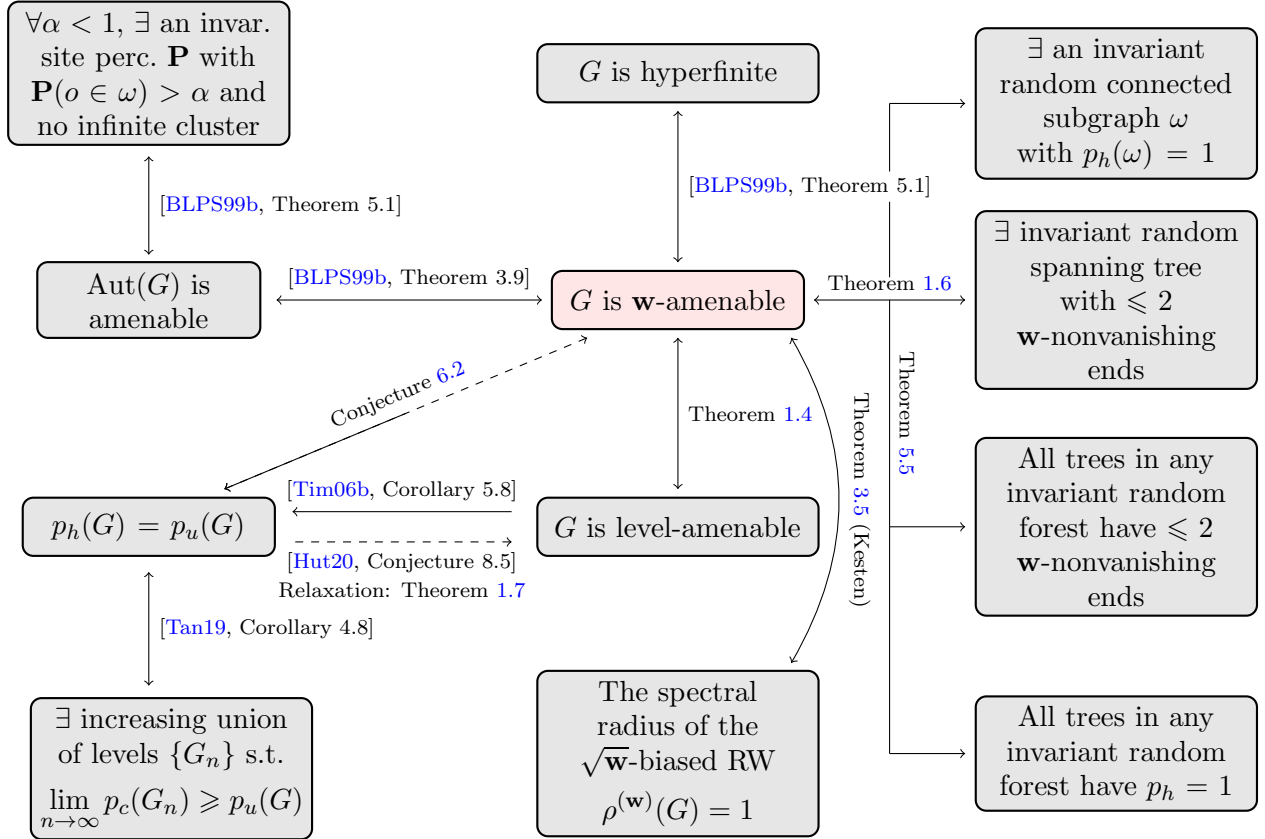 ∀α < 1, ∃ an invar.
site perc. P with
P(o ∈ ω) > α and
no infinite cluster
G is hyperfinite
∃ an invariant
random connected
subgraph ω
with p_h(ω) = 1
[BLPS99b, Theorem 5.1]
[BLPS99b, Theorem 5.1]
Aut(G) is
amenable
[BLPS99b, Theorem 3.9]
G is w-amenable
Theorem 1.6
∃ invariant random
spanning tree
with ⩽ 2
w-nonvanishing
ends
Conjecture 6.2
Theorem 1.4
Theorem 3.5 (Kesten)
Theorem 5.5
p_h(G) = p_u(G)
[Tim06b, Corollary 5.8]
[Hut20, Conjecture 8.5]
Relaxation: Theorem 1.7
G is level-amenable
All trees in any
invariant random
forest have ⩽ 2
w-nonvanishing
ends
[Tan19, Corollary 4.8]
∃ increasing union
of levels {G_n} s.t.
lim_{n→∞} p_c(G_n) ⩾ p_u(G)
The spectral
radius of the
√w-biased RW
ρ^(w)(G) = 1
All trees in any
invariant random
forest have p_h = 1